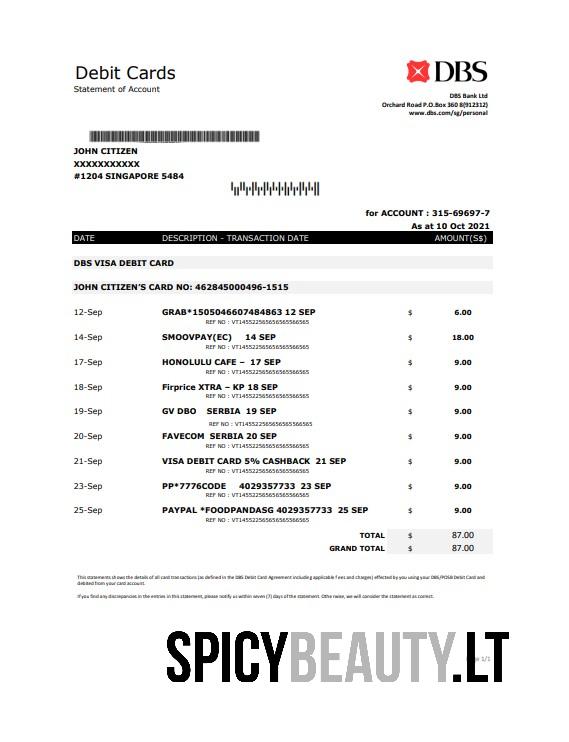 Debit Cards
Statement of Account
DBS
DBS Bank Ltd
Orchard Road P.O.Box 360 8(912312)
www.dbs.com/sg/personal
JOHN CITIZEN
XXXXXXXXXXX
#1204 SINGAPORE 5484
for ACCOUNT : 315-69697-7
As at 10 Oct 2021
DATE DESCRIPTION - TRANSACTION DATE AMOUNT(S$)
DBS VISA DEBIT CARD
JOHN CITIZEN'S CARD NO: 462845000496-1515
12-Sep GRAB*1505046607484863 12 SEP $ 6.00
REF NO : VT145522565656565566565
14-Sep SMOOVPAY(EC) 14 SEP $ 18.00
REF NO : VT145522565656565566565
17-Sep HONOLULU CAFE – 17 SEP $ 9.00
REF NO : VT145522565656565566565
18-Sep Firprice XTRA – KP 18 SEP $ 9.00
REF NO : VT145522565656565566565
19-Sep GV DBO SERBIA 19 SEP $ 9.00
REF NO : VT145522565656565566565
20-Sep FAVECOM SERBIA 20 SEP $ 9.00
REF NO : VT145522565656565566565
21-Sep VISA DEBIT CARD 5% CASHBACK 21 SEP $ 9.00
REF NO : VT145522565656565566565
23-Sep PP*7776CODE 4029357733 23 SEP $ 9.00
REF NO : VT145522565656565566565
25-Sep PAYPAL *FOODPANDASG 4029357733 25 SEP $ 9.00
REF NO : VT145522565656565566565
TOTAL $ 87.00
GRAND TOTAL $ 87.00
This statements shows the details of all card transactions (as defined in the DBS Debit Card Agreement including applicable f ees and charges) effected by you using your DBS/POSB Debit Card and
debited from your card account.
If you find any discrepancies in the entries in this statement, please notify us within seven (7) days of the statement. Othe rwise, we will consider the statement as correct.
SPICYBEAUTY.LT
1/1